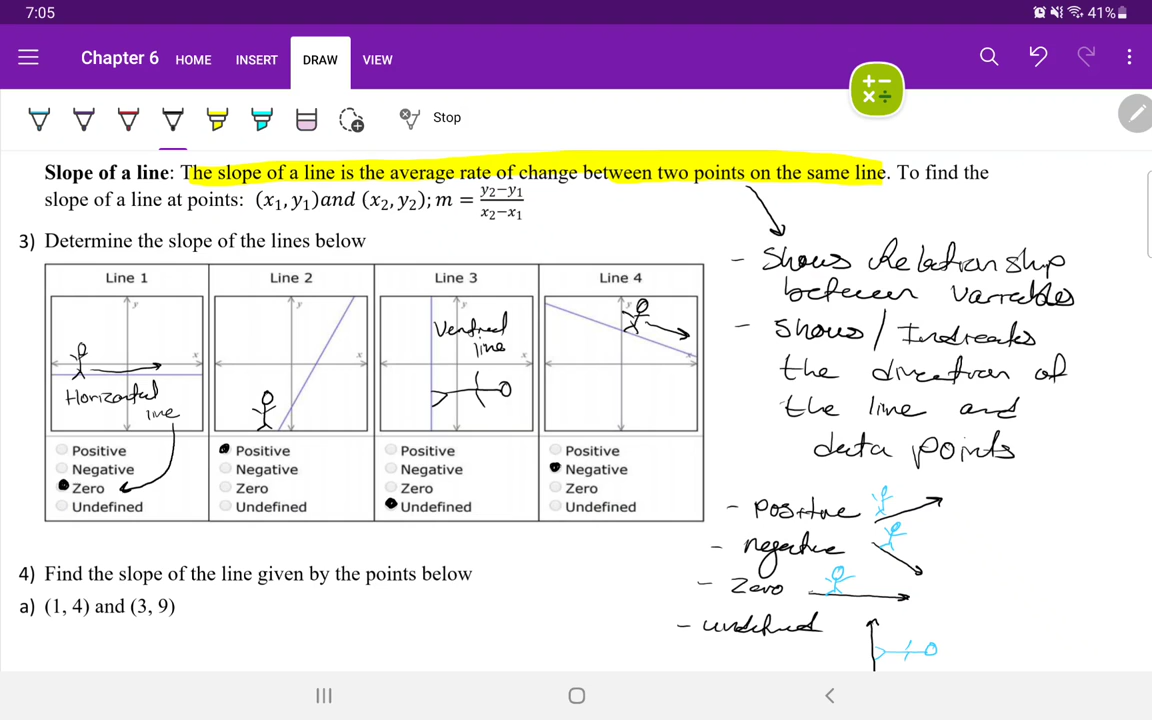 7:05
41%
Chapter 6 HOME INSERT DRAW VIEW
Stop
Slope of a line: The slope of a line is the average rate of change between two points on the same line. To find the
slope of a line at points: (x₁, y₁)and (x₂, y₂); m = y₂−y₁ / x₂−x₁
3) Determine the slope of the lines below
Line 1
y
x
Horizontal
line
Positive
Negative
Zero
Undefined
Line 2
y
x
Positive
Negative
Zero
Undefined
Line 3
y
x
Vertical
line
Positive
Negative
Zero
Undefined
Line 4
y
x
Positive
Negative
Zero
Undefined
- Shows Relationship
between variables
- Shows / Indicates
the direction of
the line and
data points
- Positive
- negative
- Zero
- undefined
4) Find the slope of the line given by the points below
a) (1, 4) and (3, 9)